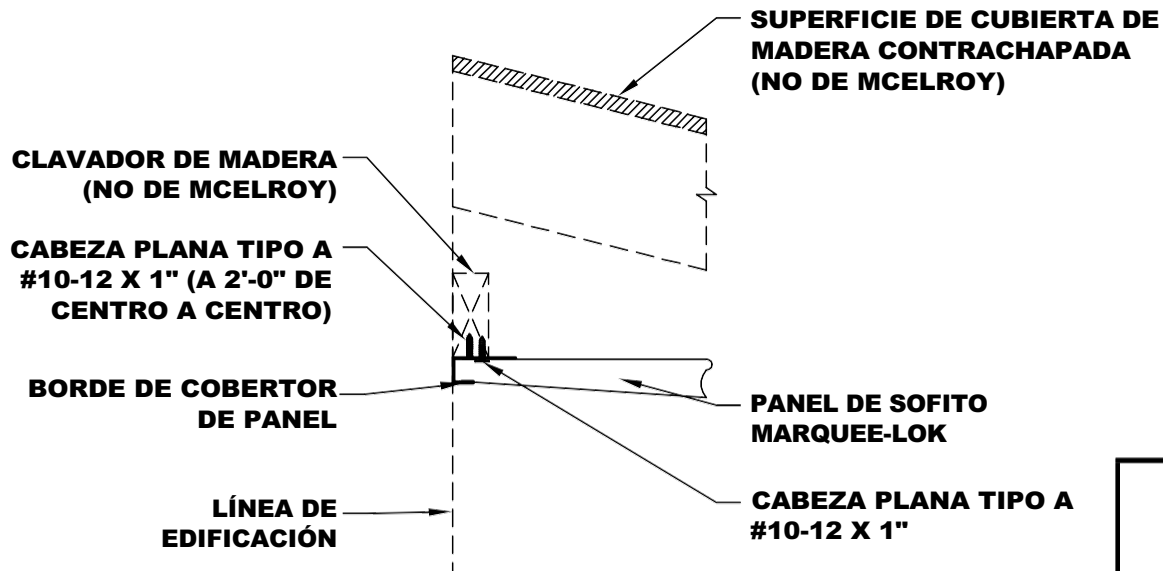 SUPERFICIE DE CUBIERTA DE
MADERA CONTRACHAPADA
(NO DE MCELROY)
CLAVADOR DE MADERA
(NO DE MCELROY)
CABEZA PLANA TIPO A
#10-12 X 1" (A 2'-0" DE
CENTRO A CENTRO)
BORDE DE COBERTOR
DE PANEL
PANEL DE SOFITO
MARQUEE-LOK
CABEZA PLANA TIPO A
#10-12 X 1"
LÍNEA DE
EDIFICACIÓN